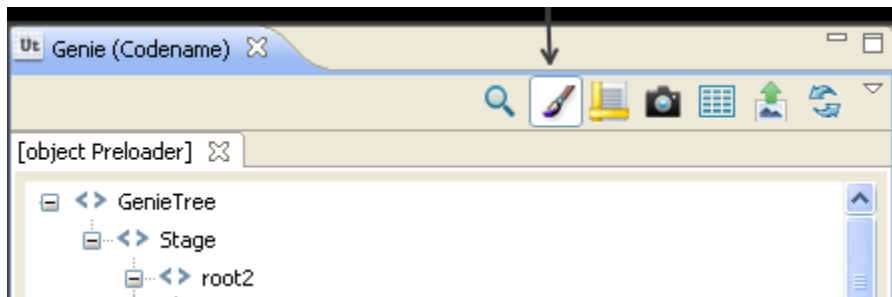 Ut Genie (Codename)
[object Preloader]
<> GenieTree
<> Stage
<> root2